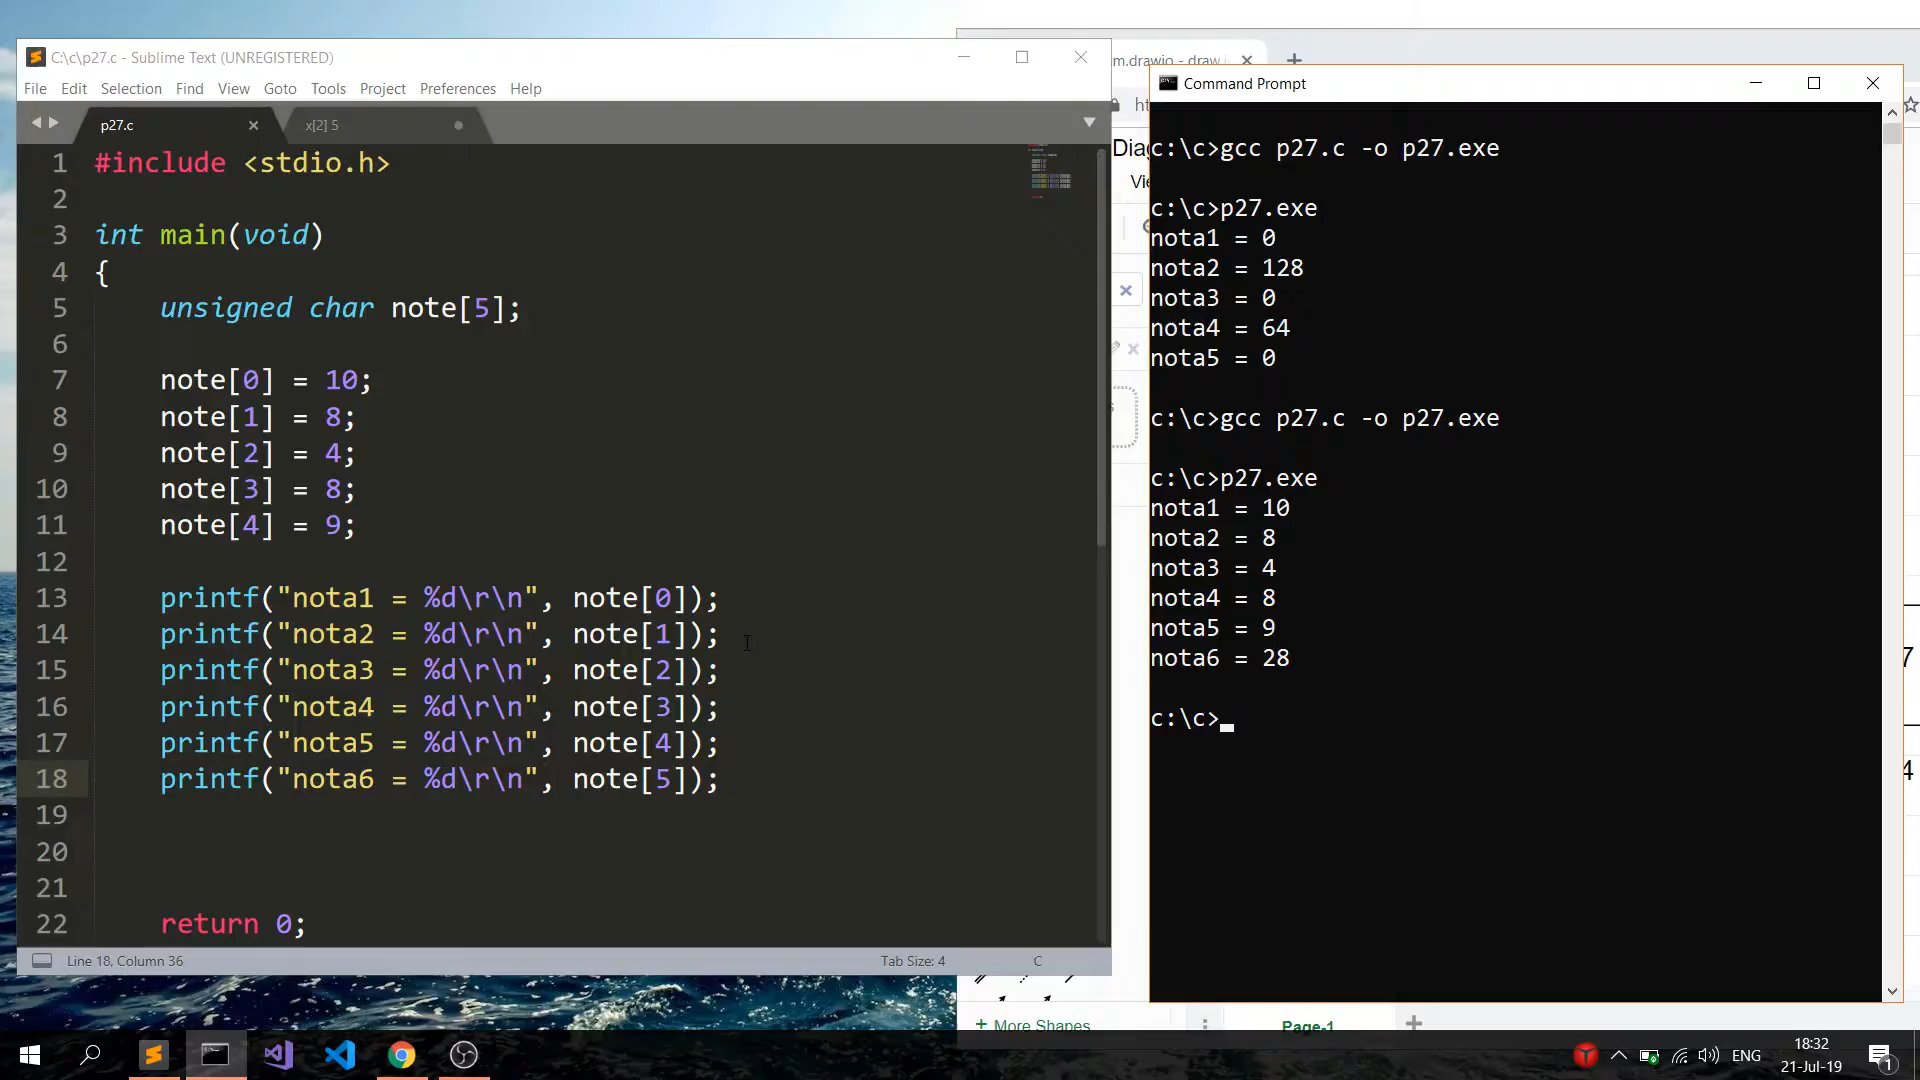 C:\c\p27.c - Sublime Text (UNREGISTERED)
File Edit Selection Find View Goto Tools Project Preferences Help
p27.c x[2] 5
1 #include <stdio.h>
2
3 int main(void)
4 {
5 unsigned char note[5];
6
7 note[0] = 10;
8 note[1] = 8;
9 note[2] = 4;
10 note[3] = 8;
11 note[4] = 9;
12
13 printf("nota1 = %d\r\n", note[0]);
14 printf("nota2 = %d\r\n", note[1]);
15 printf("nota3 = %d\r\n", note[2]);
16 printf("nota4 = %d\r\n", note[3]);
17 printf("nota5 = %d\r\n", note[4]);
18 printf("nota6 = %d\r\n", note[5]);
19
20
21
22 return 0;
Line 18, Column 36 Tab Size: 4 C
m.drawio - draw.
Diag
Vi
Command Prompt
c:\c>gcc p27.c -o p27.exe
c:\c>p27.exe
nota1 = 0
nota2 = 128
nota3 = 0
nota4 = 64
nota5 = 0
c:\c>gcc p27.c -o p27.exe
c:\c>p27.exe
nota1 = 10
nota2 = 8
nota3 = 4
nota4 = 8
nota5 = 9
nota6 = 28
c:\c>
7
4
+ More Shapes
Page-1
ENG
18:32
21-Jul-19
1